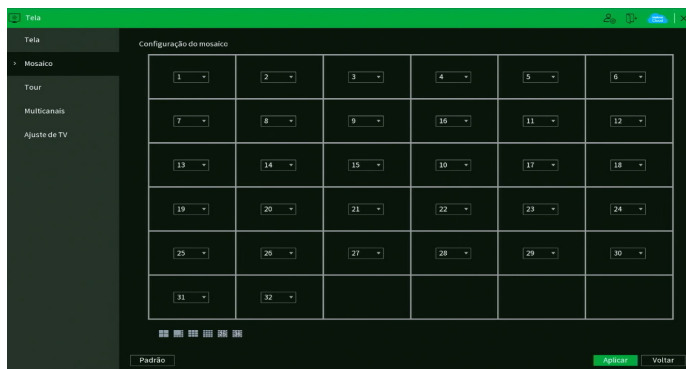 Tela
Tela
Mosaico
Tour
Multicanais
Ajuste de TV
Configuração do mosaico
1 2 3 4 5 6
7 8 9 16 11 12
13 14 15 10 17 18
19 20 21 22 23 24
25 26 27 28 29 30
31 32
Padrão Aplicar Voltar